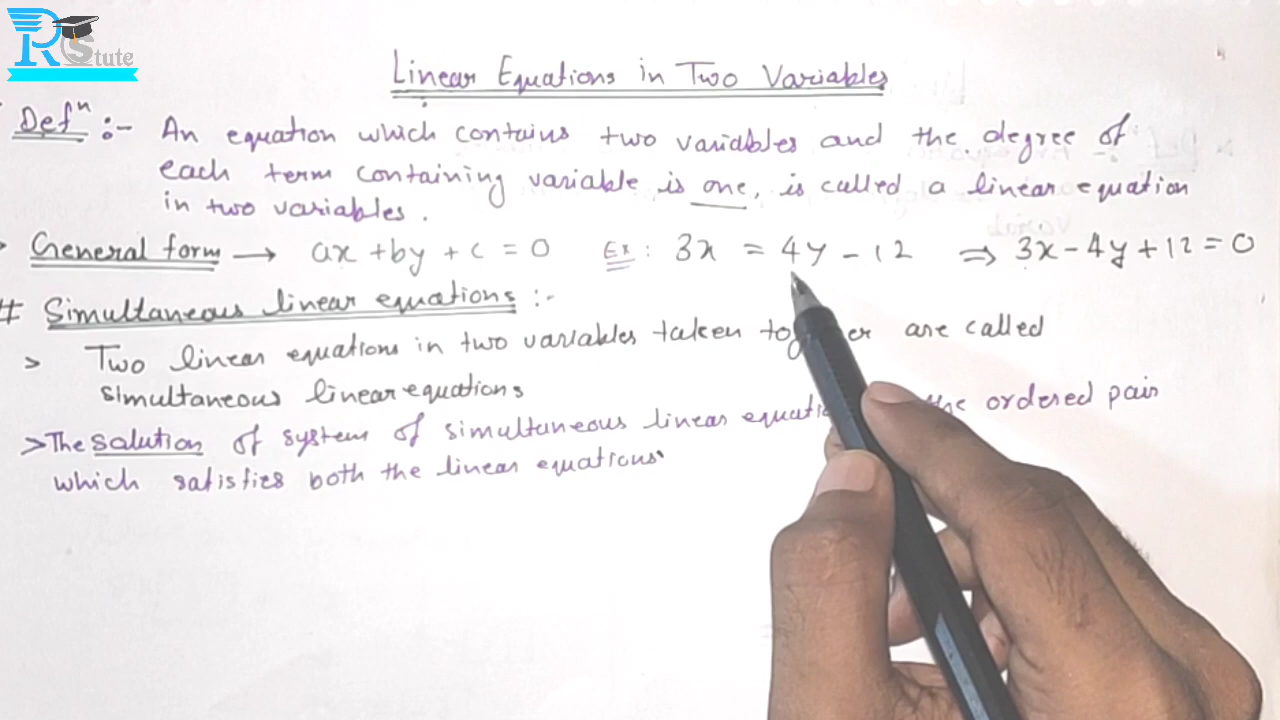 RStute
Linear Equations in Two Variables
Defⁿ :- An equation which contains two variables and the degree of
each term containing variable is one, is called a linear equation
in two variables.
General form → ax + by + c = 0 Ex: 3x = 4y - 12 ⇒ 3x - 4y + 12 = 0
# Simultaneous linear equations :-
> Two linear equations in two variables taken are called
simultaneous linear equations
> The solution of system of simultaneous linear ordered pair
which satisfies both the linear equations